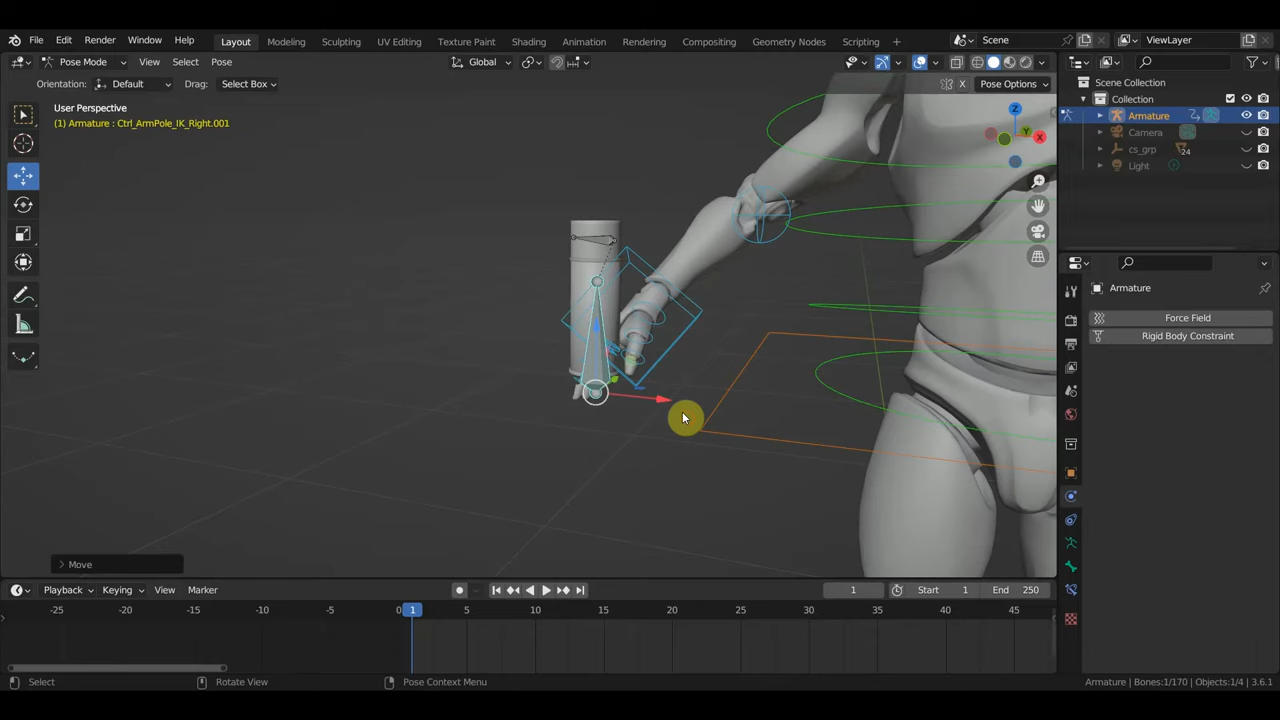 File Edit Render Window Help Layout Modeling Sculpting UV Editing Texture Paint Shading Animation Rendering Compositing Geometry Nodes Scripting + Scene ViewLayer
Pose Mode View Select Pose Global
Orientation: Default Drag: Select Box X Pose Options
Scene Collection
Collection
Armature
Camera
cs_grp 24
Light
User Perspective
(1) Armature : Ctrl_ArmPole_IK_Right.001
Z
Y
X
Armature
Force Field
Rigid Body Constraint
Move
Playback Keying View Marker 1 Start 1 End 250
-25 -20 -15 -10 -5 0 1 5 10 15 20 25 30 35 40 45
Select Rotate View Pose Context Menu Armature | Bones:1/170 | Objects:1/4 | 3.6.1